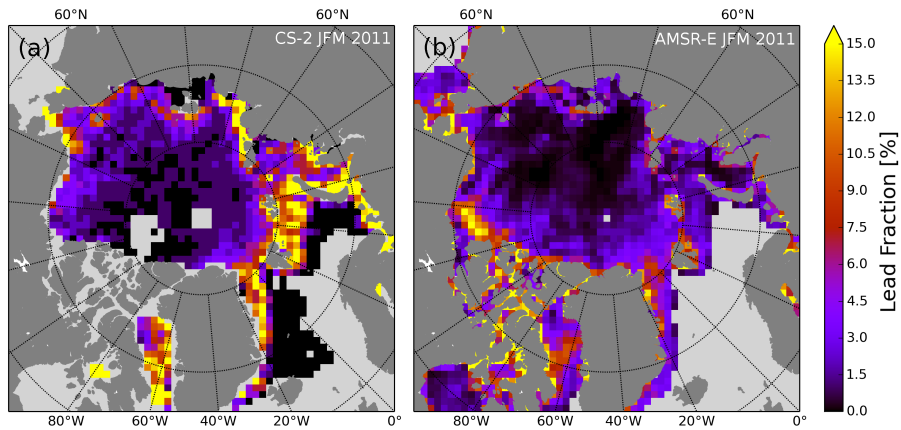 60°N 60°N 60°N 60°N
(a) CS-2 JFM 2011
(b) AMSR-E JFM 2011
15.0
13.5
12.0
10.5
9.0
7.5
6.0
4.5
3.0
1.5
0.0
Lead Fraction [%]
80°W 60°W 40°W 20°W 0° 80°W 60°W 40°W 20°W 0°